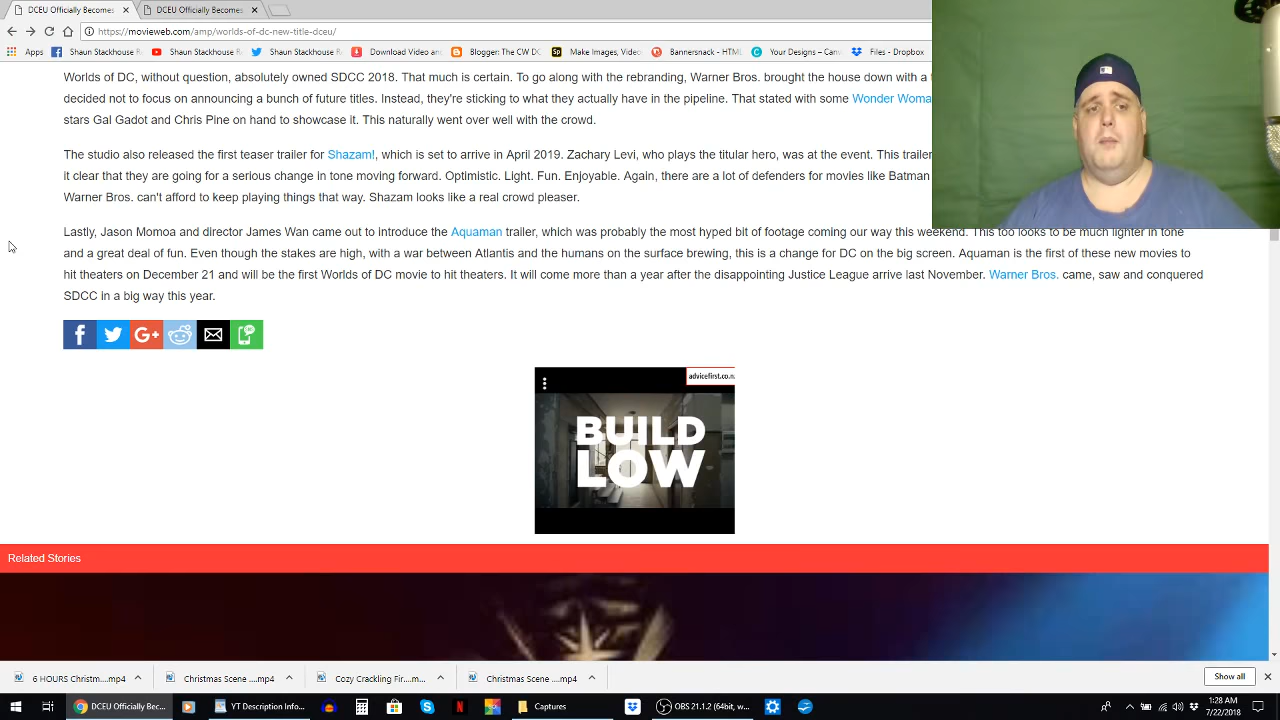 DCEU Officially Becomes
DCEU Officially Becomes
https://movieweb.com/amp/worlds-of-dc-new-title-dceu/
Apps
Shaun Stackhouse
Shaun Stackhouse
Shaun Stackhouse
Download Video an
Blogger: The CW DC
Make Images, Video
Bannersnack - HTML
Your Designs – Canv
Files - Dropbox
Worlds of DC, without question, absolutely owned SDCC 2018. That much is certain. To go along with the rebranding, Warner Bros. brought the house down with a
decided not to focus on announcing a bunch of future titles. Instead, they're sticking to what they actually have in the pipeline. That stated with some Wonder Woma
stars Gal Gadot and Chris Pine on hand to showcase it. This naturally went over well with the crowd.
The studio also released the first teaser trailer for Shazam!, which is set to arrive in April 2019. Zachary Levi, who plays the titular hero, was at the event. This trailer
it clear that they are going for a serious change in tone moving forward. Optimistic. Light. Fun. Enjoyable. Again, there are a lot of defenders for movies like Batman
Warner Bros. can't afford to keep playing things that way. Shazam looks like a real crowd pleaser.
Lastly, Jason Momoa and director James Wan came out to introduce the Aquaman trailer, which was probably the most hyped bit of footage coming our way this weekend. This too looks to be much lighter in tone
and a great deal of fun. Even though the stakes are high, with a war between Atlantis and the humans on the surface brewing, this is a change for DC on the big screen. Aquaman is the first of these new movies to
hit theaters on December 21 and will be the first Worlds of DC movie to hit theaters. It will come more than a year after the disappointing Justice League arrive last November. Warner Bros. came, saw and conquered
SDCC in a big way this year.
G+
advicefirst.co.n
BUILD
LOW
Related Stories
6 HOURS Christm....mp4
Christmas Scene ....mp4
Cozy Crackling Fir....m...
Christmas Scene ....mp4
Show all
DCEU Officially Bec...
YT Description Info...
Captures
OBS 21.1.2 (64bit, w...
1:28 AM
7/22/2018